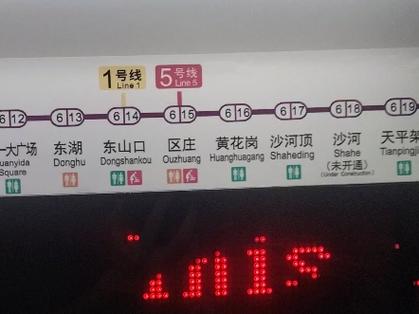 1号线 5号线
Line 1 Line 5
6 12 6 13 6 14 6 15 6 16 6 17 6 18 6 19
一大广场 东湖 东山口 区庄 黄花岗 沙河顶 沙河 天平架
uanyida Donghu Dongshankou Ouzhuang Huanghuagang Shaheding Shahe Tianpingji
Square (未开通)
(Under Construction)